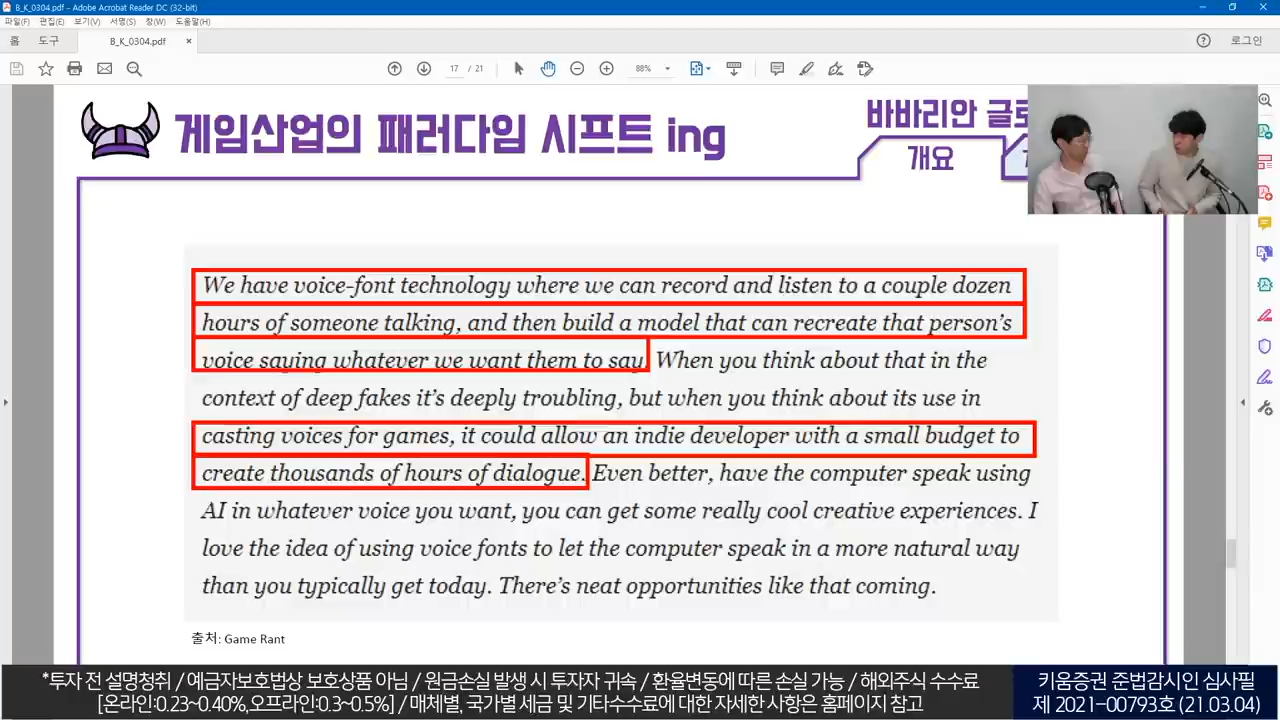 B_K_0304.pdf - Adobe Acrobat Reader DC (32-bit)
파일(F) 편집(E) 보기(V) 서명(S) 창(W) 도움말(H)
홈 도구 B_K_0304.pdf × 로그인
17 / 21 88%
게임산업의 패러다임 시프트 ing
바바리안 글로
개요
We have voice-font technology where we can record and listen to a couple dozen
hours of someone talking, and then build a model that can recreate that person's
voice saying whatever we want them to say. When you think about that in the
context of deep fakes it's deeply troubling, but when you think about its use in
casting voices for games, it could allow an indie developer with a small budget to
create thousands of hours of dialogue. Even better, have the computer speak using
AI in whatever voice you want, you can get some really cool creative experiences. I
love the idea of using voice fonts to let the computer speak in a more natural way
than you typically get today. There's neat opportunities like that coming.
출처: Game Rant
*투자 전 설명청취 / 예금자보호법상 보호상품 아님 / 원금손실 발생 시 투자자 귀속 / 환율변동에 따른 손실 가능 / 해외주식 수수료
[온라인:0.23~0.40%,오프라인:0.3~0.5%] / 매체별, 국가별 세금 및 기타수수료에 대한 자세한 사항은 홈페이지 참고
키움증권 준법감시인 심사필
제 2021-00793호 (21.03.04)